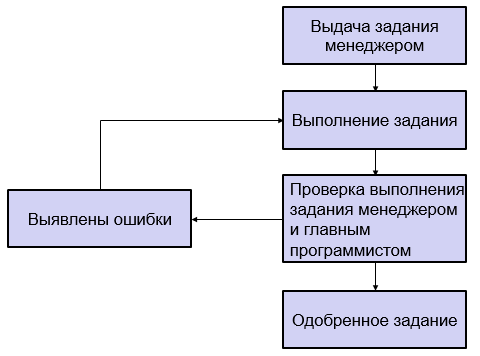 Выдача задания
менеджером
Выполнение задания
Проверка выполнения
задания менеджером
и главным
программистом
Выявлены ошибки
Одобренное задание